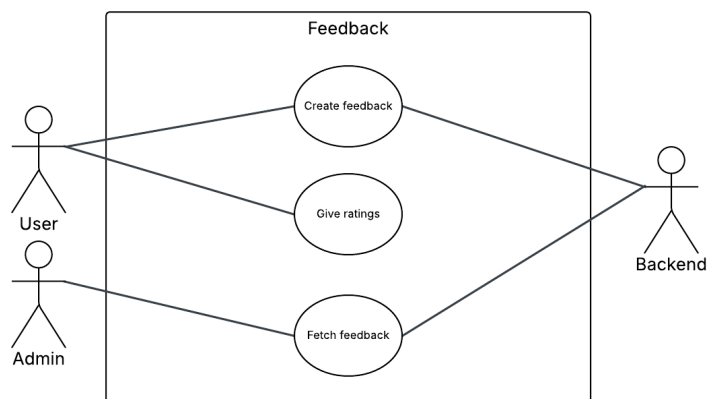 Feedback
Create feedback
Give ratings
User
Backend
Fetch feedback
Admin